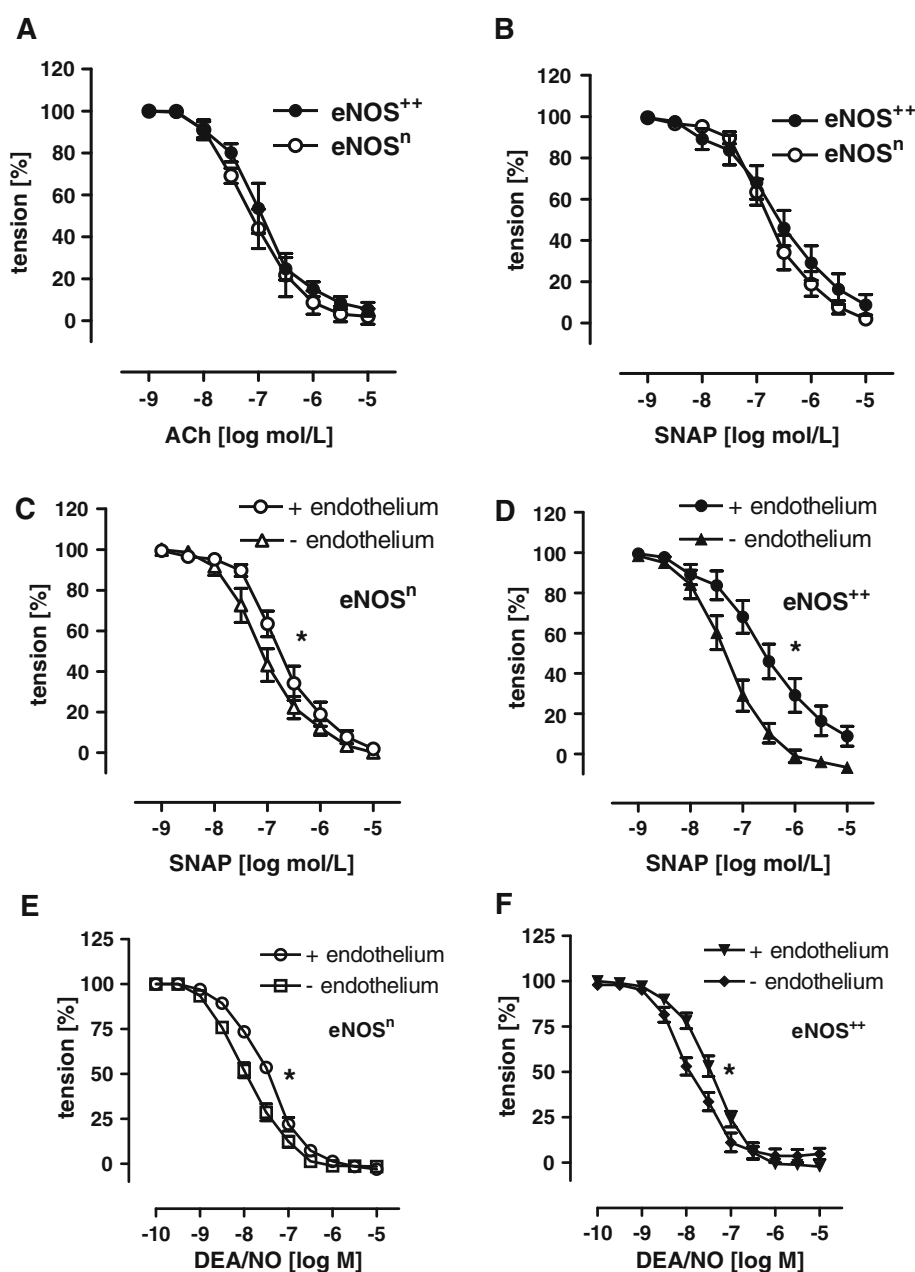 A
120
100
80
60
40
20
0
tension [%]
eNOS++
eNOSn
-9 -8 -7 -6 -5
ACh [log mol/L]
B
120
100
80
60
40
20
0
tension [%]
eNOS++
eNOSn
-9 -8 -7 -6 -5
SNAP [log mol/L]
C
120
100
80
60
40
20
0
tension [%]
+ endothelium
- endothelium
eNOSn
*
-9 -8 -7 -6 -5
SNAP [log mol/L]
D
120
100
80
60
40
20
0
tension [%]
+ endothelium
- endothelium
eNOS++
*
-9 -8 -7 -6 -5
SNAP [log mol/L]
E
125
100
75
50
25
0
tension [%]
+ endothelium
- endothelium
eNOSn
*
-10 -9 -8 -7 -6 -5
DEA/NO [log M]
F
125
100
75
50
25
0
tension [%]
+ endothelium
- endothelium
eNOS++
*
-10 -9 -8 -7 -6 -5
DEA/NO [log M]